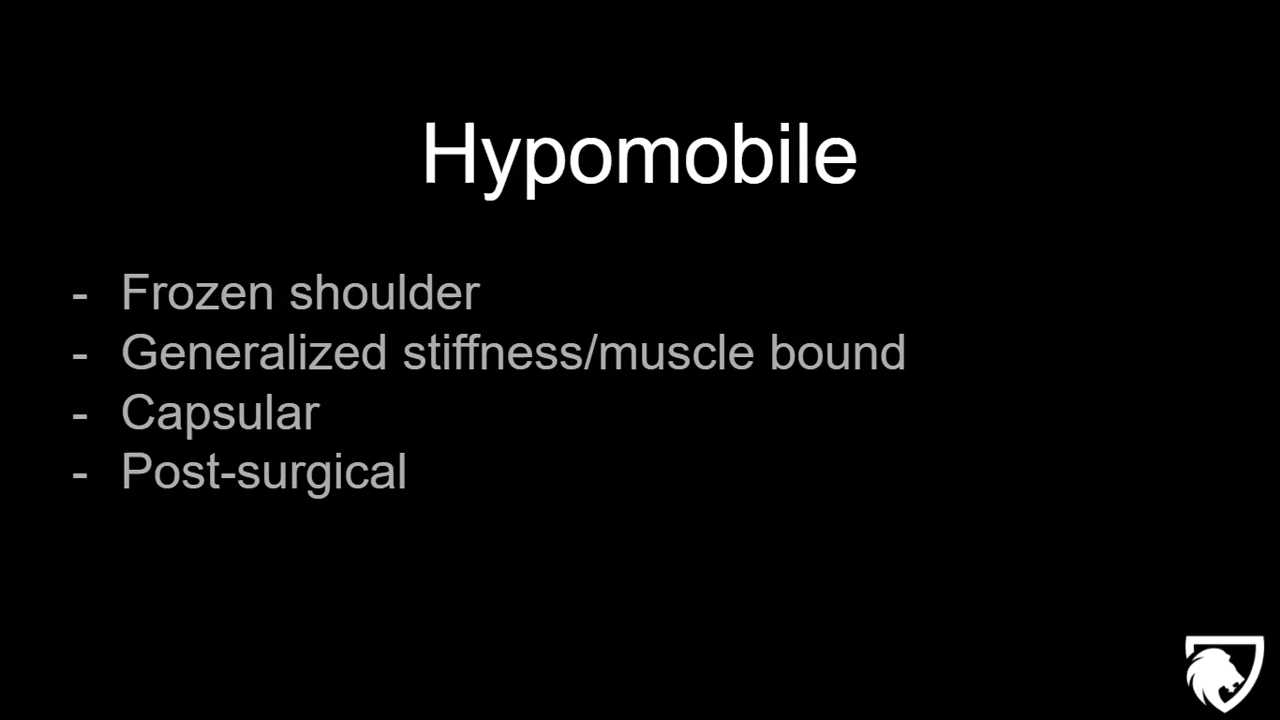 Hypomobile
- Frozen shoulder
- Generalized stiffness/muscle bound
- Capsular
- Post-surgical